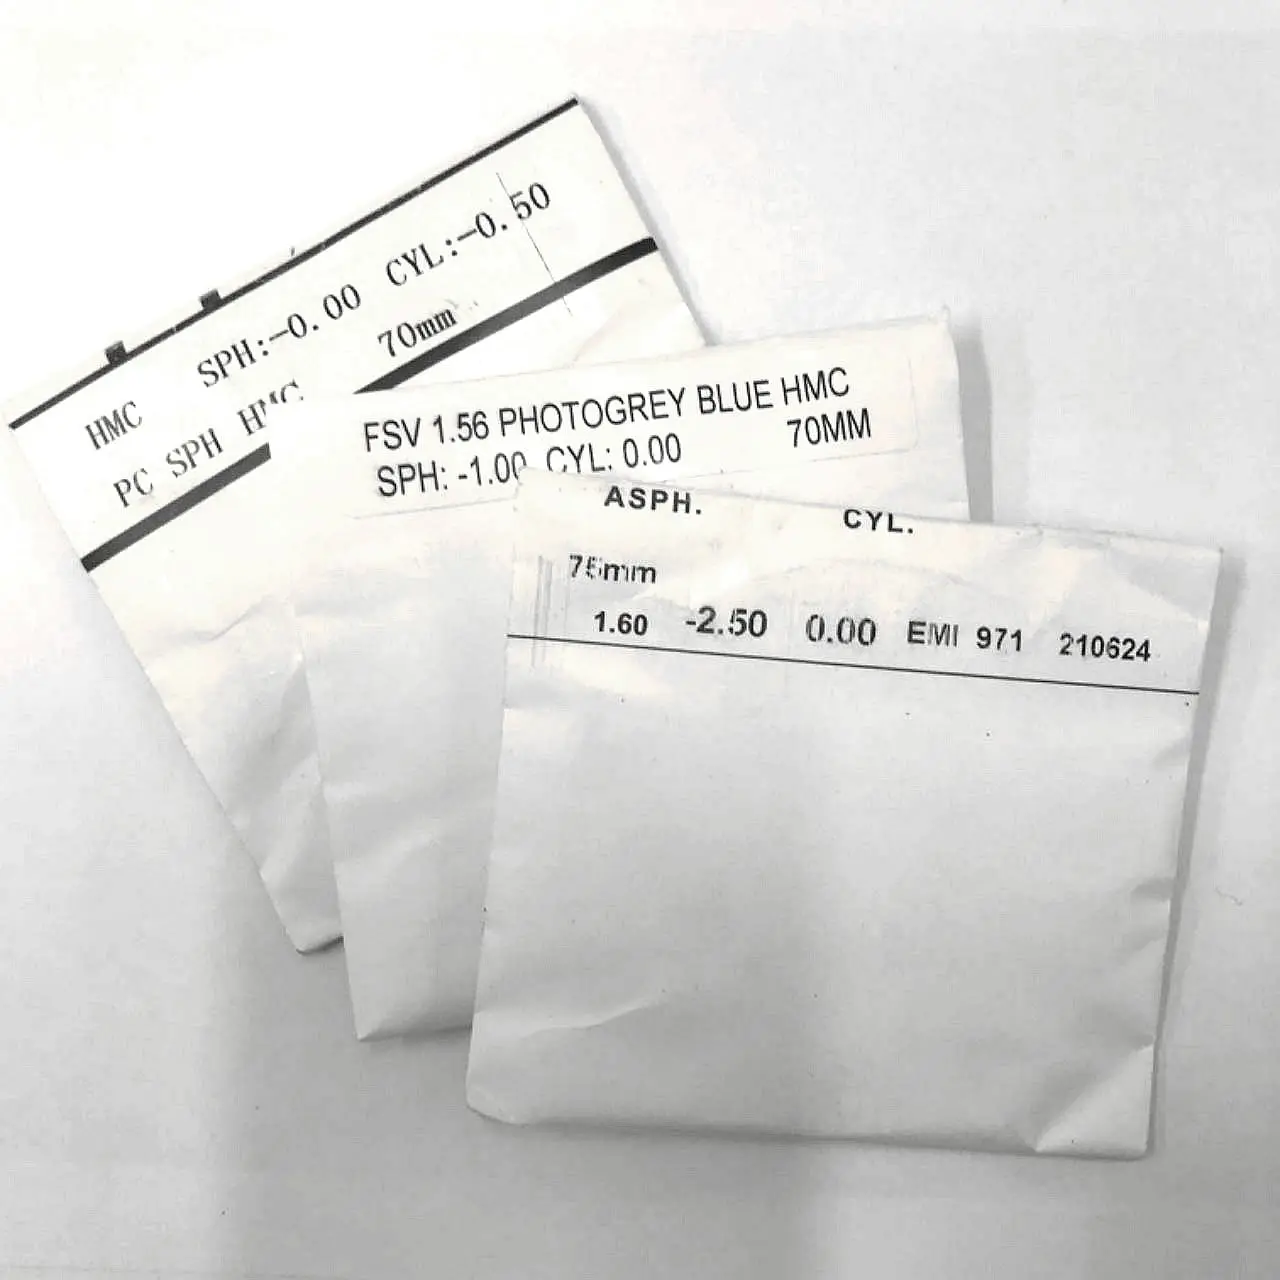 HMC SPH:-0.00 CYL:-0.50
PC SPH HMC 70mm
FSV 1.56 PHOTOGREY BLUE HMC
SPH: -1.00 CYL: 0.00 70MM
ASPH. CYL.
75mm
1.60 -2.50 0.00 EMI 971 210624